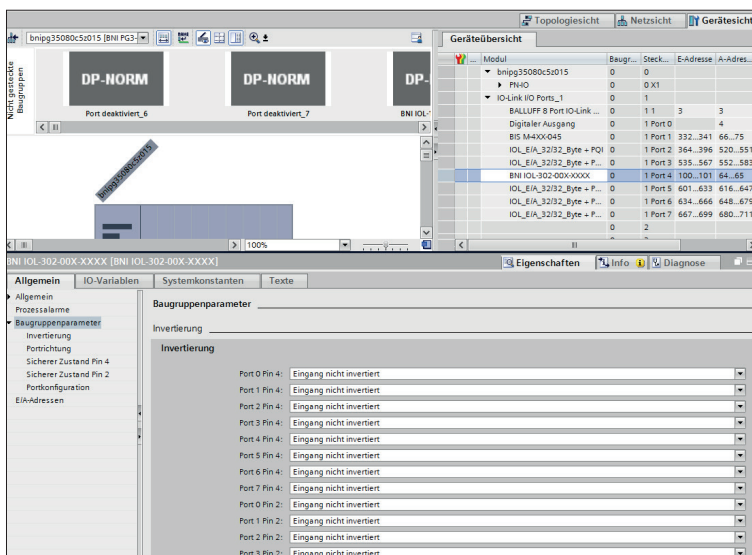 Topologiesicht Netzsicht Gerätesicht
bnipg35080c5z015 [BNI PG3-
Geräteübersicht
Nicht gesteckte
Baugruppen
DP-NORM DP-NORM DP-
Port deaktiviert_6 Port deaktiviert_7 BNI IOL-
bnipg35080c5z015
100%
... Modul Baugr... Steck... E-Adresse A-Adres...
bnipg35080c5z015 0 0
PN-IO 0 0 X1
IO-Link I/O Ports_1 0 1
BALLUFF 8 Port IO-Link ... 0 1 1 3 3
Digitaler Ausgang 0 1 Port 0 4
BIS M-4XX-045 0 1 Port 1 332...341 66...75
IOL_E/A_32/32_Byte + PQI 0 1 Port 2 364...396 520...551
IOL_E/A_32/32_Byte + P... 0 1 Port 3 535...567 552...583
BNI IOL-302-00X-XXXX 0 1 Port 4 100...101 64...65
IOL_E/A_32/32_Byte + P... 0 1 Port 5 601...633 616...647
IOL_E/A_32/32_Byte + P... 0 1 Port 6 634...666 648...679
IOL_E/A_32/32_Byte + P... 0 1 Port 7 667...699 680...711
0 2
BNI IOL-302-00X-XXXX [BNI IOL-302-00X-XXXX]
Eigenschaften Info Diagnose
Allgemein IO-Variablen Systemkonstanten Texte
Allgemein
Prozessalarme
Baugruppenparameter
Invertierung
Portrichtung
Sicherer Zustand Pin 4
Sicherer Zustand Pin 2
Portkonfiguration
E/A-Adressen
Baugruppenparameter
Invertierung
Invertierung
Port 0 Pin 4: Eingang nicht invertiert
Port 1 Pin 4: Eingang nicht invertiert
Port 2 Pin 4: Eingang nicht invertiert
Port 3 Pin 4: Eingang nicht invertiert
Port 4 Pin 4: Eingang nicht invertiert
Port 5 Pin 4: Eingang nicht invertiert
Port 6 Pin 4: Eingang nicht invertiert
Port 7 Pin 4: Eingang nicht invertiert
Port 0 Pin 2: Eingang nicht invertiert
Port 1 Pin 2: Eingang nicht invertiert
Port 2 Pin 2: Eingang nicht invertiert
Port 3 Pin 2: Eingang nicht invertiert